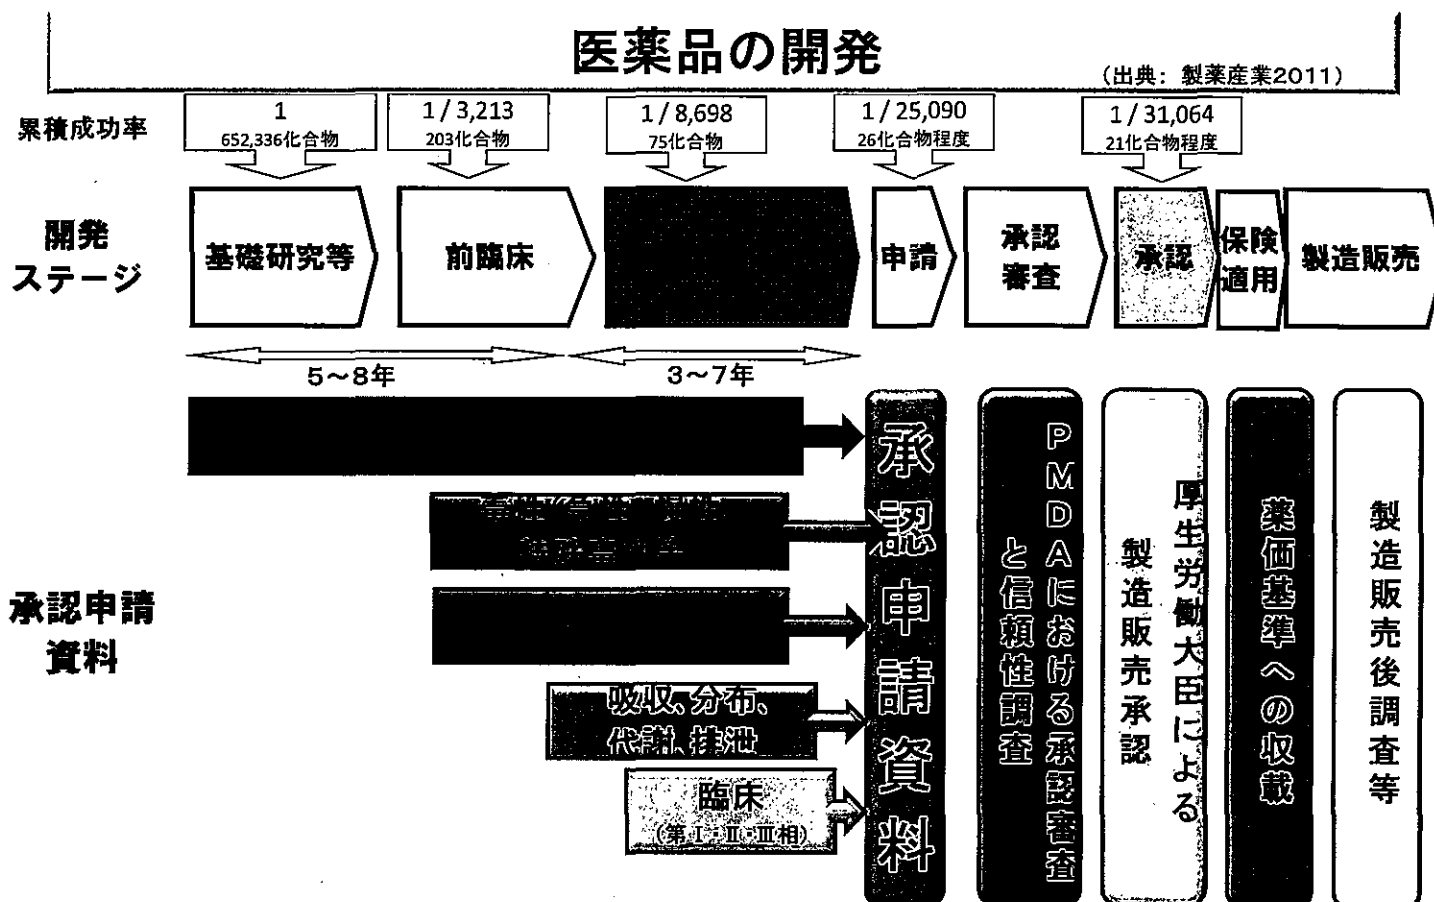 医薬品の開発
(出典: 製薬産業2011)
累積成功率
1
652,336化合物
1 / 3,213
203化合物
1 / 8,698
75化合物
1 / 25,090
26化合物程度
1 / 31,064
21化合物程度
開発
ステージ
基礎研究等
前臨床
申請
承認
審査
承認
保険
適用
製造販売
5～8年
3～7年
承認申請
資料
吸収、分布、
代謝、排泄
臨床
(第Ⅰ・Ⅱ・Ⅲ相)
承認申請資料
PMDAにおける承認審査
と信頼性調査
厚生労働大臣による
製造販売承認
薬価基準への収載
製造販売後調査等